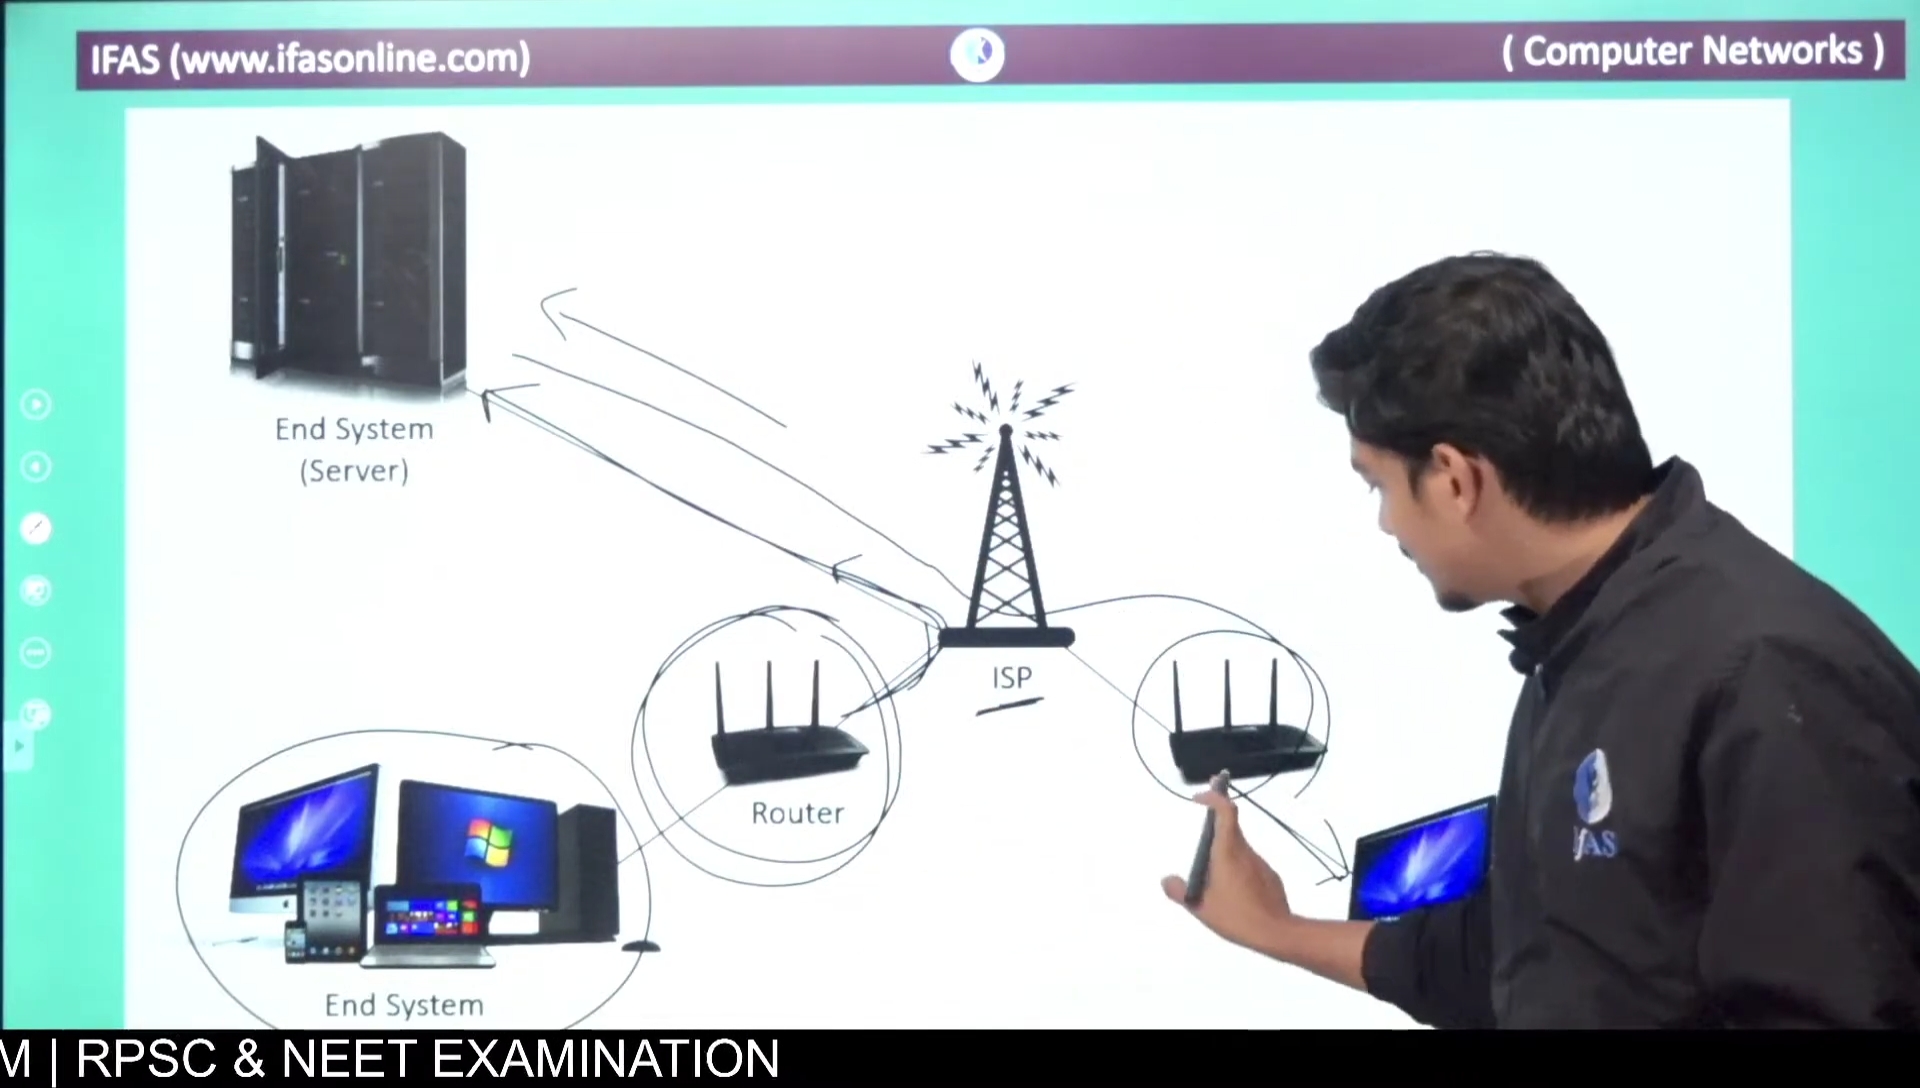 IFAS (www.ifasonline.com)
( Computer Networks )
End System
(Server)
ISP
Router
End System
IFAS
M | RPSC & NEET EXAMINATION